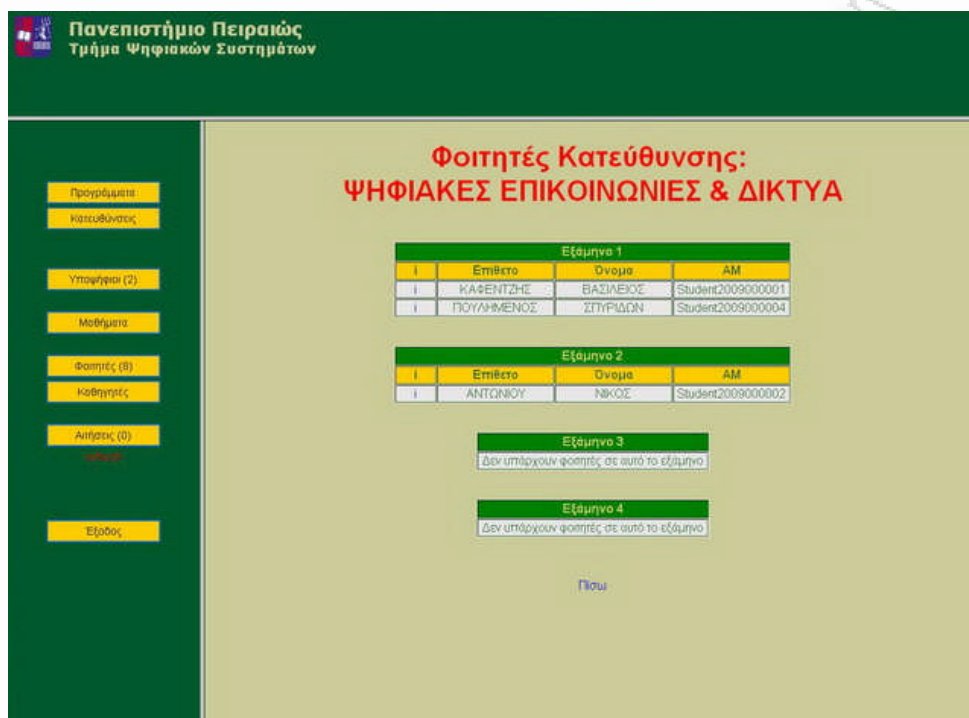 Πανεπιστήμιο Πειραιώς
Τμήμα Ψηφιακών Συστημάτων
Προγράμματα
Κατευθύνσεις
Υποψήφιοι (2)
Μαθήματα
Φοιτητές (8)
Καθηγητές
Αιτήσεις (0)
Έξοδος
Φοιτητές Κατεύθυνσης:
ΨΗΦΙΑΚΕΣ ΕΠΙΚΟΙΝΩΝΙΕΣ & ΔΙΚΤΥΑ
Εξάμηνο 1
i Επίθετο Όνομα ΑΜ
i ΚΑΦΕΝΤΖΗΣ ΒΑΣΙΛΕΙΟΣ Student2009000001
i ΠΟΥΛΗΜΕΝΟΣ ΣΠΥΡΙΔΩΝ Student2009000004
Εξάμηνο 2
i Επίθετο Όνομα ΑΜ
i ΑΝΤΩΝΙΟΥ ΝΙΚΟΣ Student2009000002
Εξάμηνο 3
Δεν υπάρχουν φοιτητές σε αυτό το εξάμηνο
Εξάμηνο 4
Δεν υπάρχουν φοιτητές σε αυτό το εξάμηνο
Πίσω